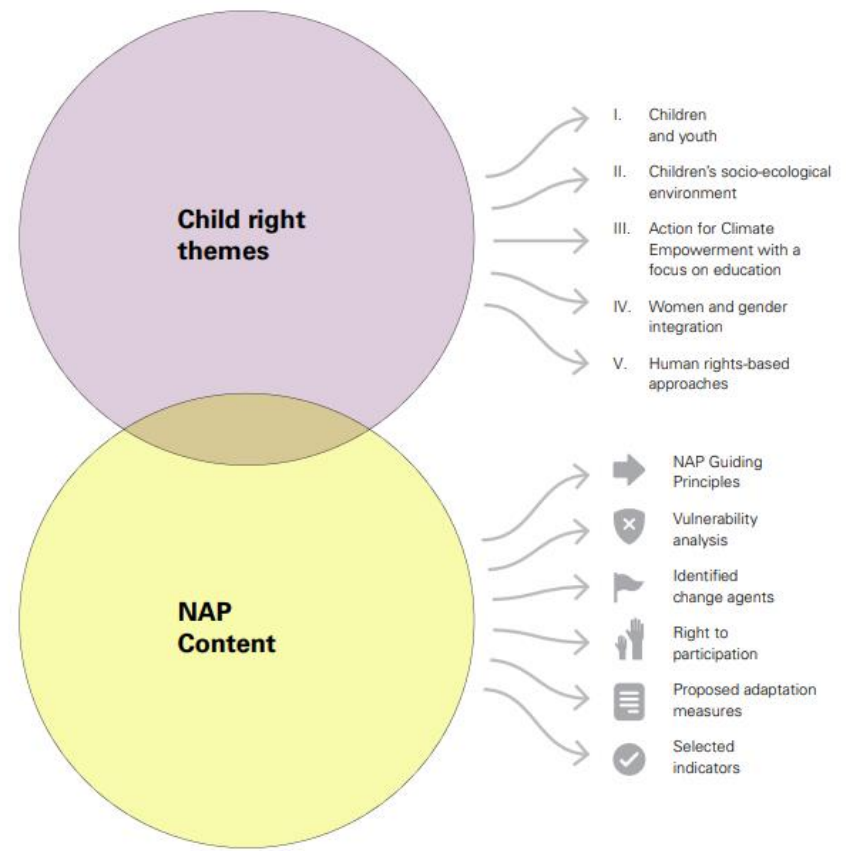 Child right
themes
I. Children
and youth
II. Children's socio-ecological
environment
III. Action for Climate
Empowerment with a
focus on education
IV. Women and gender
integration
V. Human rights-based
approaches
NAP
Content
NAP Guiding
Principles
Vulnerability
analysis
Identified
change agents
Right to
participation
Proposed adaptation
measures
Selected
indicators